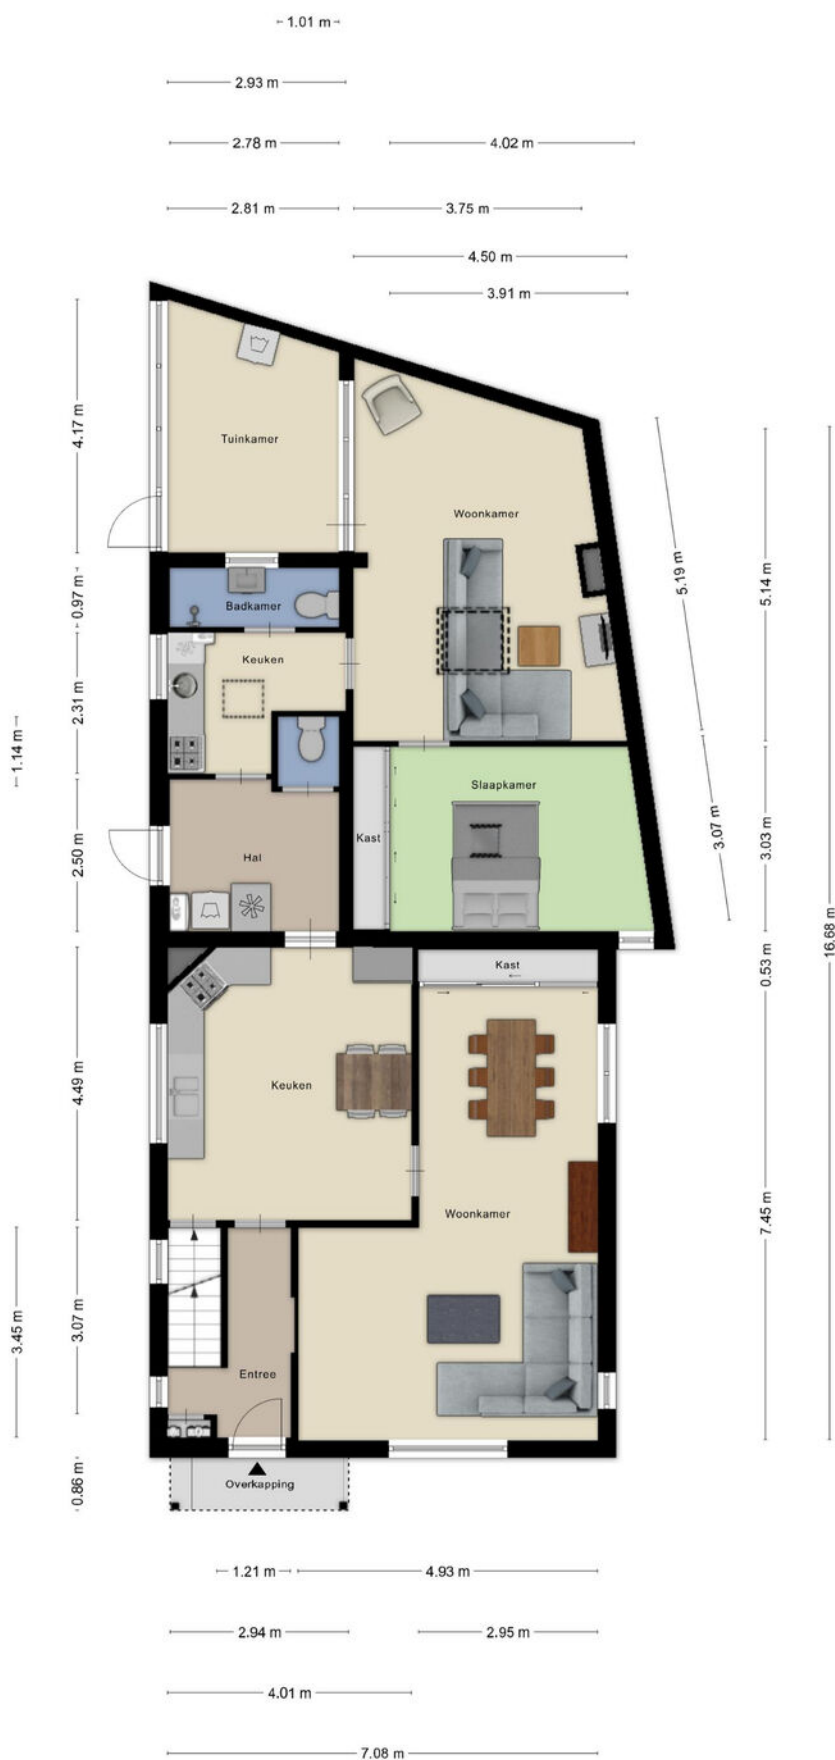 1.01 m
2.93 m
2.78 m
4.02 m
2.81 m
3.75 m
4.50 m
3.91 m
4.17 m
Tuinkamer
Woonkamer
5.19 m
5.14 m
0.97 m
Badkamer
Keuken
2.31 m
1.14 m
Slaapkamer
Kast
3.07 m
3.03 m
2.50 m
Hal
16.68 m
0.53 m
Kast
4.49 m
Keuken
7.45 m
Woonkamer
3.45 m
3.07 m
Entree
0.86 m
Overkapping
1.21 m
4.93 m
2.94 m
2.95 m
4.01 m
7.08 m